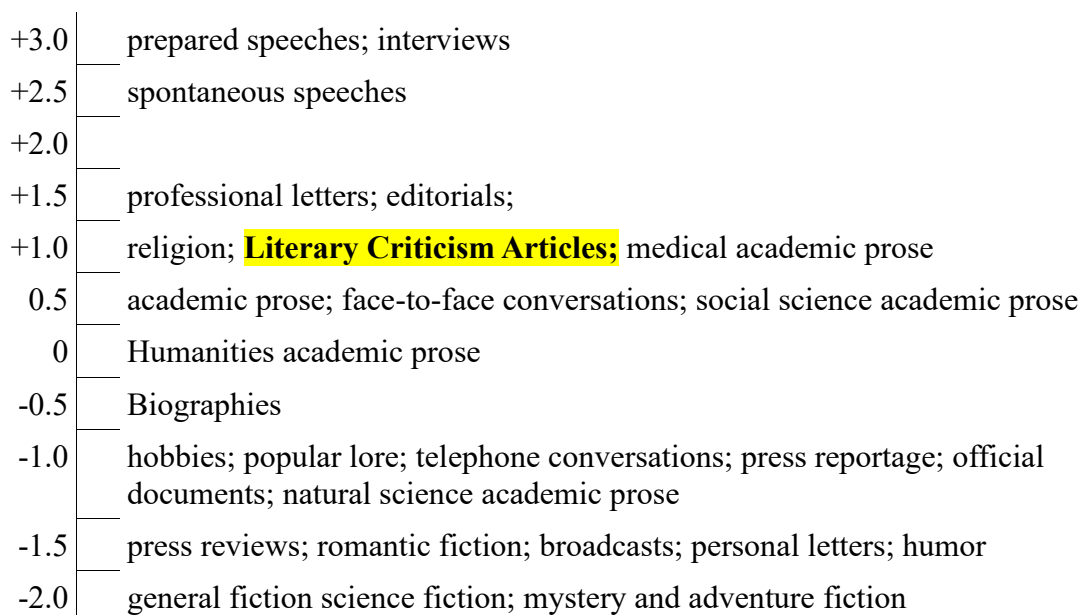 +3.0 prepared speeches; interviews
+2.5 spontaneous speeches
+2.0
+1.5 professional letters; editorials;
+1.0 religion; Literary Criticism Articles; medical academic prose
0.5 academic prose; face-to-face conversations; social science academic prose
0 Humanities academic prose
-0.5 Biographies
-1.0 hobbies; popular lore; telephone conversations; press reportage; official
documents; natural science academic prose
-1.5 press reviews; romantic fiction; broadcasts; personal letters; humor
-2.0 general fiction science fiction; mystery and adventure fiction